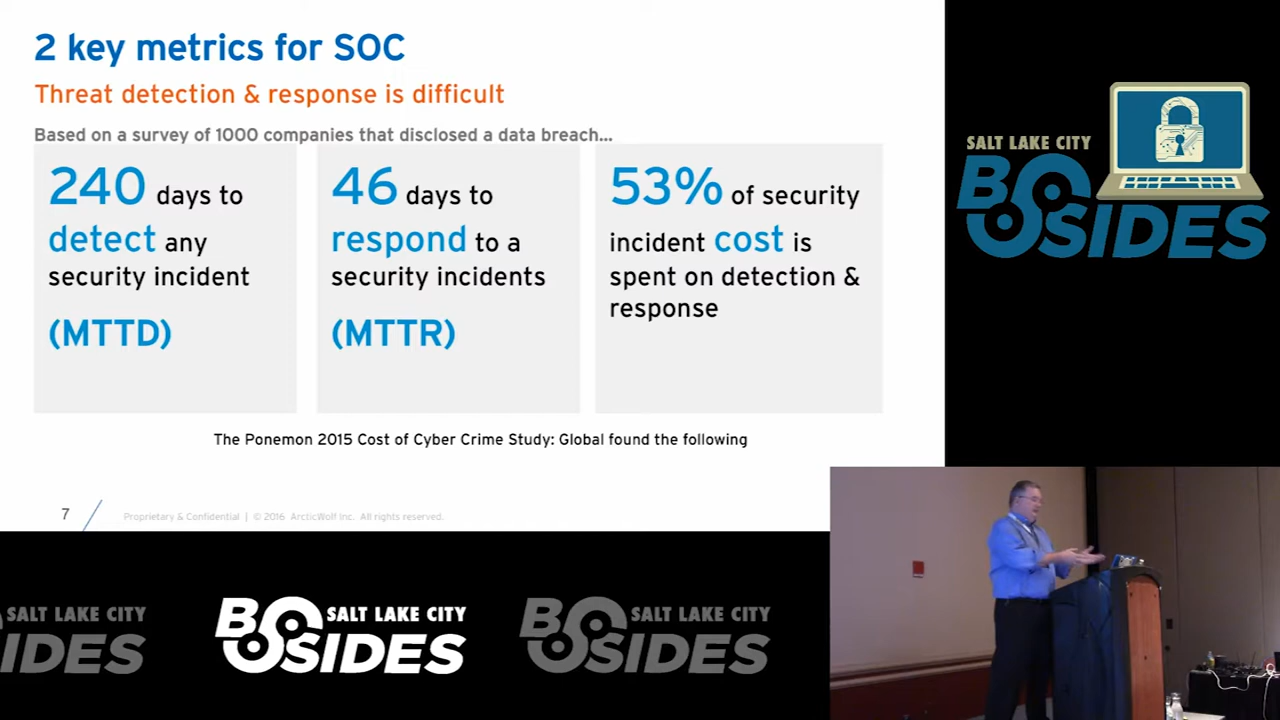 2 key metrics for SOC
Threat detection & response is difficult
Based on a survey of 1000 companies that disclosed a data breach...
240 days to
detect any
security incident
(MTTD)
46 days to
respond to a
security incidents
(MTTR)
53% of security
incident cost is
spent on detection &
response
The Ponemon 2015 Cost of Cyber Crime Study: Global found the following
7
Proprietary & Confidential | © 2016 ArcticWolf Inc. All rights reserved.
SALT LAKE CITY
BSIDES
SALT LAKE CITY
IDES
SALT LAKE CITY
BSIDES
SALT LAKE CITY
BSIDES